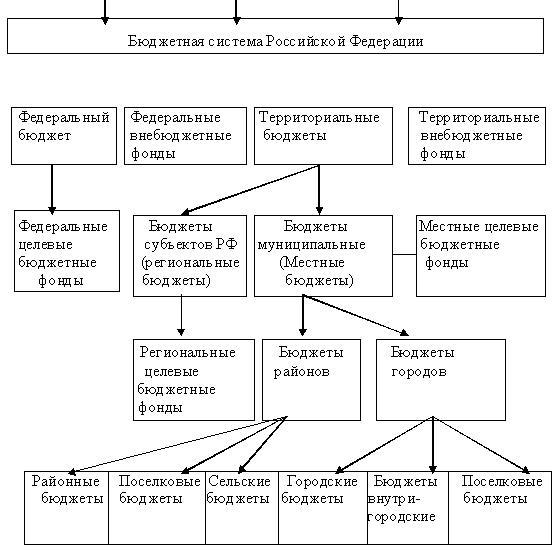 Бюджетная система Российской Федерации
Федеральный
бюджет
Федеральные
внебюджетные
фонды
Территориальные
бюджеты
Территориальные
внебюджетные
фонды
Федеральные
целевые
бюджетные
фонды
Бюджеты
субъектов РФ
(региональные
бюджеты)
Бюджеты
муниципальные
(Местные
бюджеты)
Местные целевые
бюджетные
фонды
Региональные
целевые
бюджетные
фонды
Бюджеты
районов
Бюджеты
городов
Районные
бюджеты
Поселковые
бюджеты
Сельские
бюджеты
Городские
бюджеты
Бюджеты
внутри-
городские
Поселковые
бюджеты